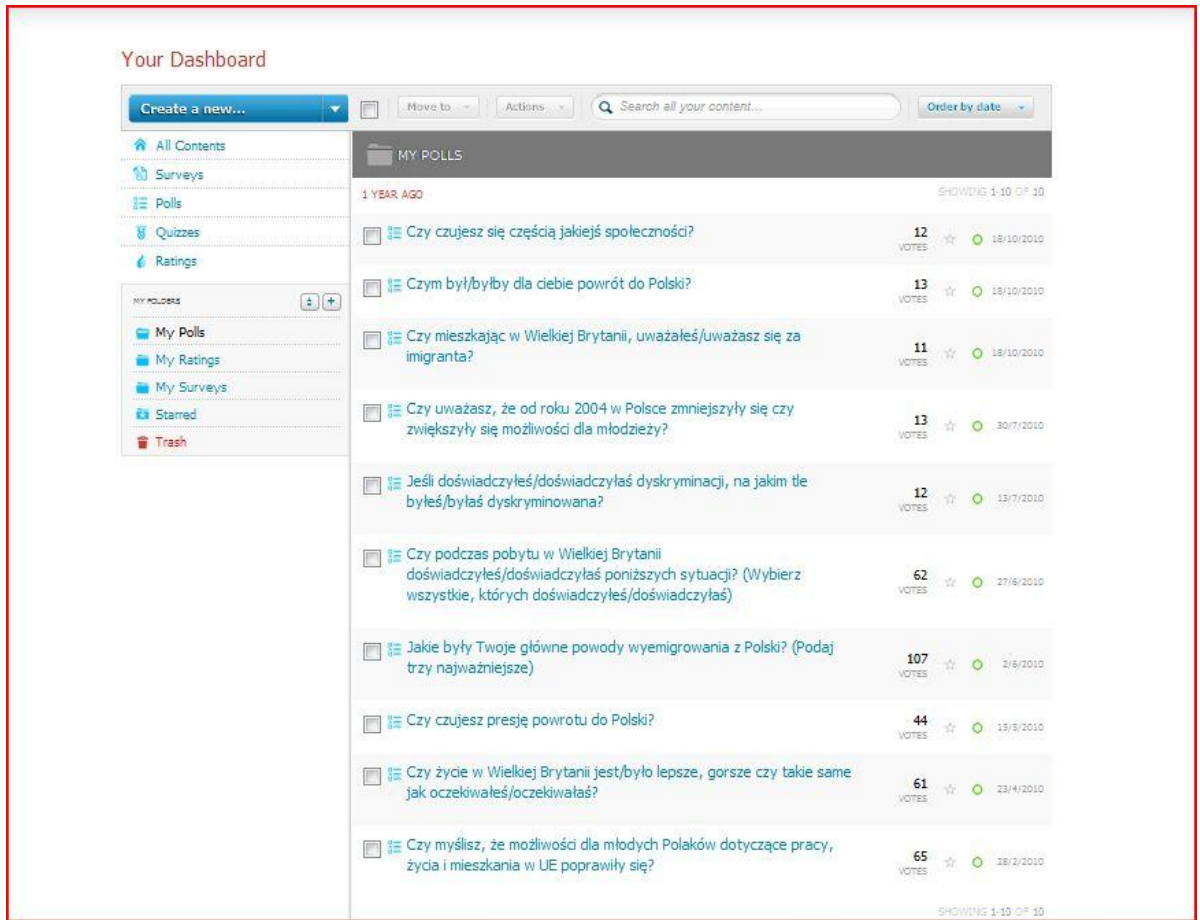 Your Dashboard
Create a new...
Move to
Actions
Search all your content...
Order by date
All Contents
Surveys
Polls
Quizzes
Ratings
MY FOLDERS
My Polls
My Ratings
My Surveys
Starred
Trash
MY POLLS
1 YEAR AGO
SHOWING 1-10 OF 10
Czy czujesz się częścią jakiejś społeczności?
12
VOTES
18/10/2010
Czym był/byłby dla ciebie powrót do Polski?
13
VOTES
18/10/2010
Czy mieszkając w Wielkiej Brytanii, uważałeś/uważasz się za
imigranta?
11
VOTES
18/10/2010
Czy uważasz, że od roku 2004 w Polsce zmniejszyły się czy
zwiększyły się możliwości dla młodzieży?
13
VOTES
30/7/2010
Jeśli doświadczyłeś/doświadczyłaś dyskryminacji, na jakim tle
byłeś/byłaś dyskryminowana?
12
VOTES
13/7/2010
Czy podczas pobytu w Wielkiej Brytanii
doświadczyłeś/doświadczyłaś poniższych sytuacji? (Wybierz
wszystkie, których doświadczyłeś/doświadczyłaś)
62
VOTES
27/6/2010
Jakie były Twoje główne powody wyemigrowania z Polski? (Podaj
trzy najważniejsze)
107
VOTES
2/6/2010
Czy czujesz presję powrotu do Polski?
44
VOTES
15/5/2010
Czy życie w Wielkiej Brytanii jest/było lepsze, gorsze czy takie same
jak oczekiwałeś/oczekiwałaś?
61
VOTES
23/4/2010
Czy myślisz, że możliwości dla młodych Polaków dotyczące pracy,
życia i mieszkania w UE poprawiły się?
65
VOTES
28/2/2010
SHOWING 1-10 OF 10